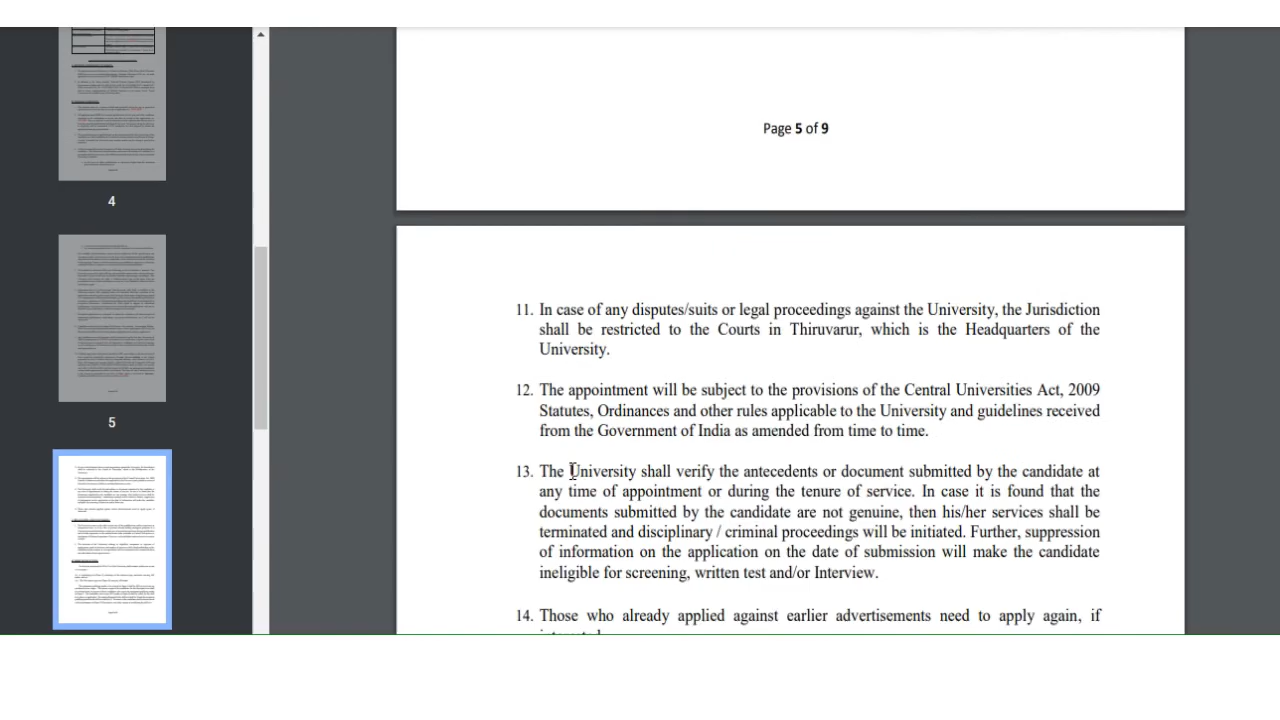 4
5
Page 5 of 9
11. In case of any disputes/suits or legal proceedings against the University, the Jurisdiction
shall be restricted to the Courts in Thiruvarur, which is the Headquarters of the
University.
12. The appointment will be subject to the provisions of the Central Universities Act, 2009
Statutes, Ordinances and other rules applicable to the University and guidelines received
from the Government of India as amended from time to time.
13. The University shall verify the antecedents or document submitted by the candidate at
any time of appointment or during the tenure of service. In case it is found that the
documents submitted by the candidate are not genuine, then his/her services shall be
terminated and disciplinary / criminal proceedings will be initiated. Further, suppression
of information on the application on the date of submission will make the candidate
ineligible for screening, written test and/or Interview.
14. Those who already applied against earlier advertisements need to apply again, if